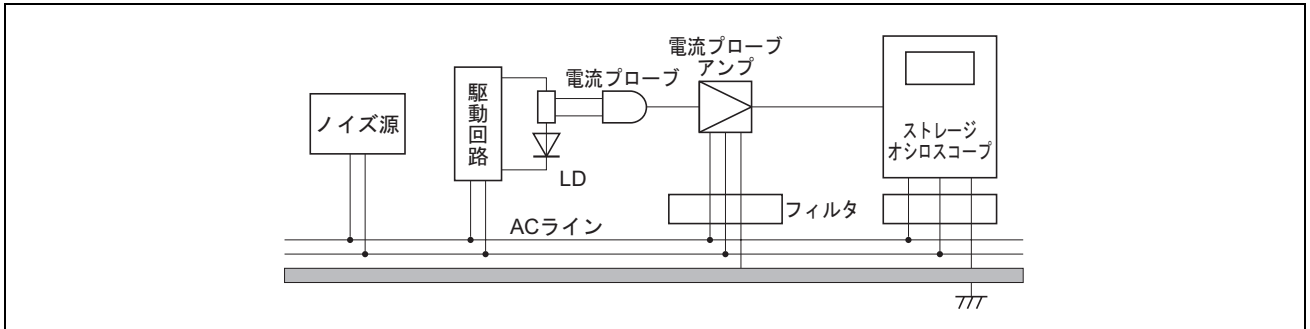 ノイズ源
駆動回路
電流プローブ
LD
電流プローブ
アンプ
ストレージ
オシロスコープ
フィルタ
ACライン